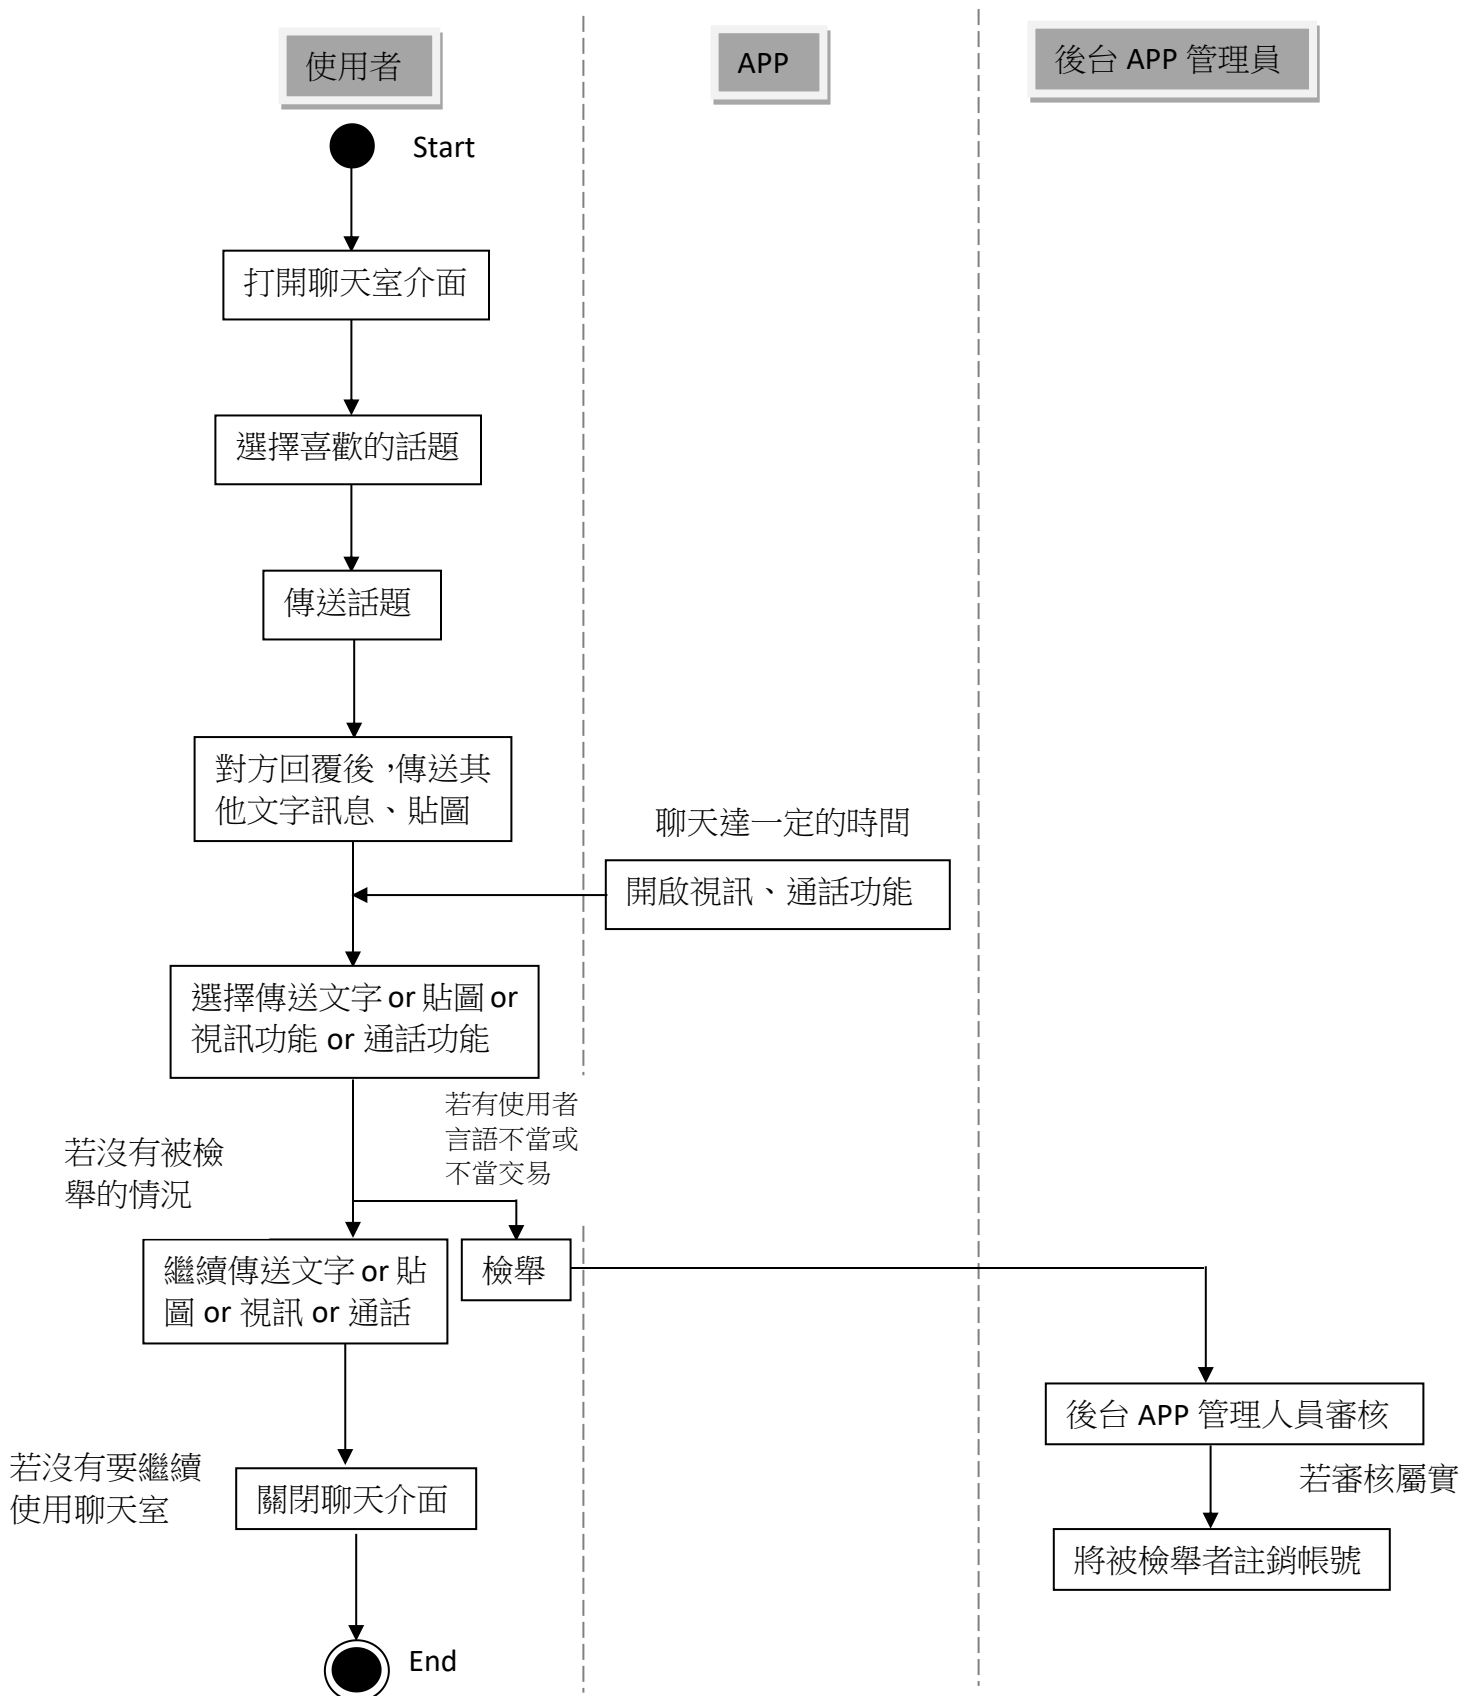 使用者
APP
後台 APP 管理員
Start
打開聊天室介面
選擇喜歡的話題
傳送話題
對方回覆後，傳送其
他文字訊息、貼圖
聊天達一定的時間
開啟視訊、通話功能
選擇傳送文字 or 貼圖 or
視訊功能 or 通話功能
若有使用者
言語不當或
不當交易
若沒有被檢
舉的情況
繼續傳送文字 or 貼
圖 or 視訊 or 通話
檢舉
後台 APP 管理人員審核
若審核屬實
若沒有要繼續
使用聊天室
關閉聊天介面
將被檢舉者註銷帳號
End